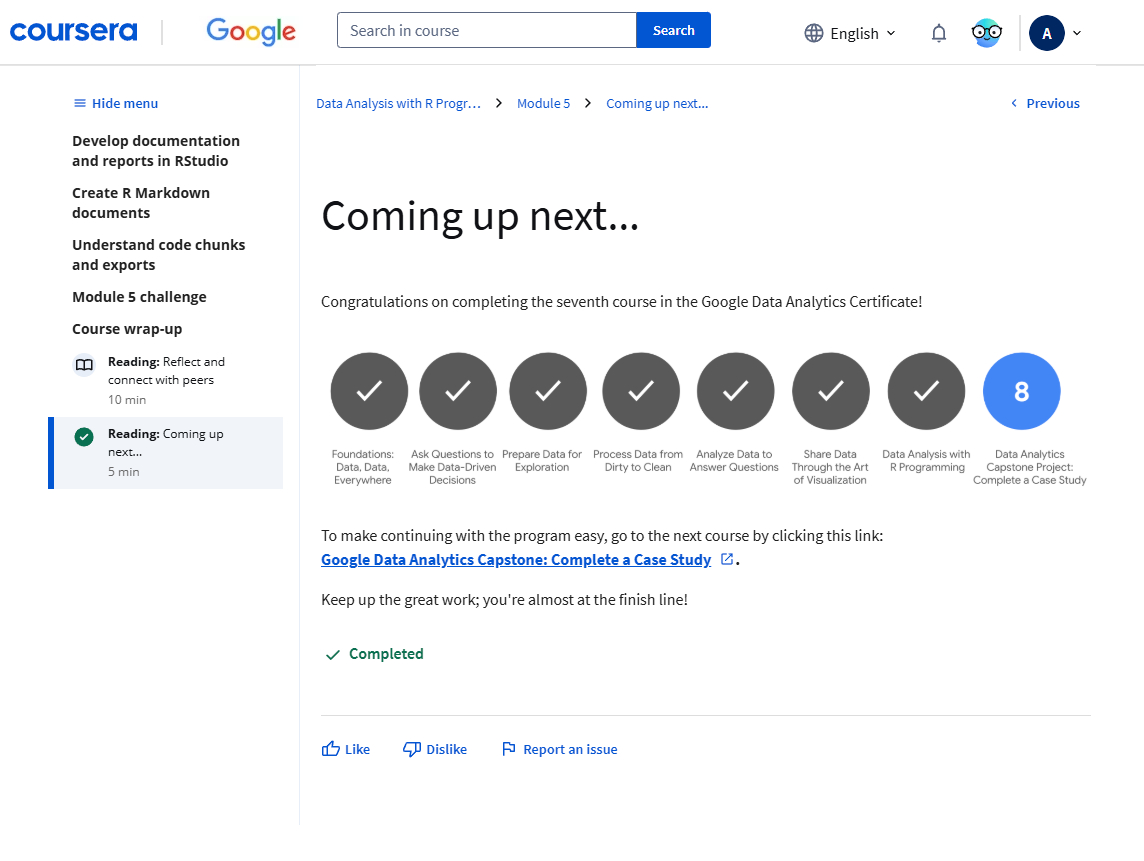 coursera
Google
Search in course
Search
English
A
Hide menu
Data Analysis with R Progr…
Module 5
Coming up next...
Previous
Develop documentation
and reports in RStudio
Create R Markdown
documents
Understand code chunks
and exports
Module 5 challenge
Course wrap-up
Reading: Reflect and
connect with peers
10 min
Reading: Coming up
next...
5 min
Coming up next...
Congratulations on completing the seventh course in the Google Data Analytics Certificate!
8
Foundations:
Data, Data,
Everywhere
Ask Questions to
Make Data-Driven
Decisions
Prepare Data for
Exploration
Process Data from
Dirty to Clean
Analyze Data to
Answer Questions
Share Data
Through the Art
of Visualization
Data Analysis with
R Programming
Data Analytics
Capstone Project:
Complete a Case Study
To make continuing with the program easy, go to the next course by clicking this link:
Google Data Analytics Capstone: Complete a Case Study .
Keep up the great work; you're almost at the finish line!
Completed
Like
Dislike
Report an issue